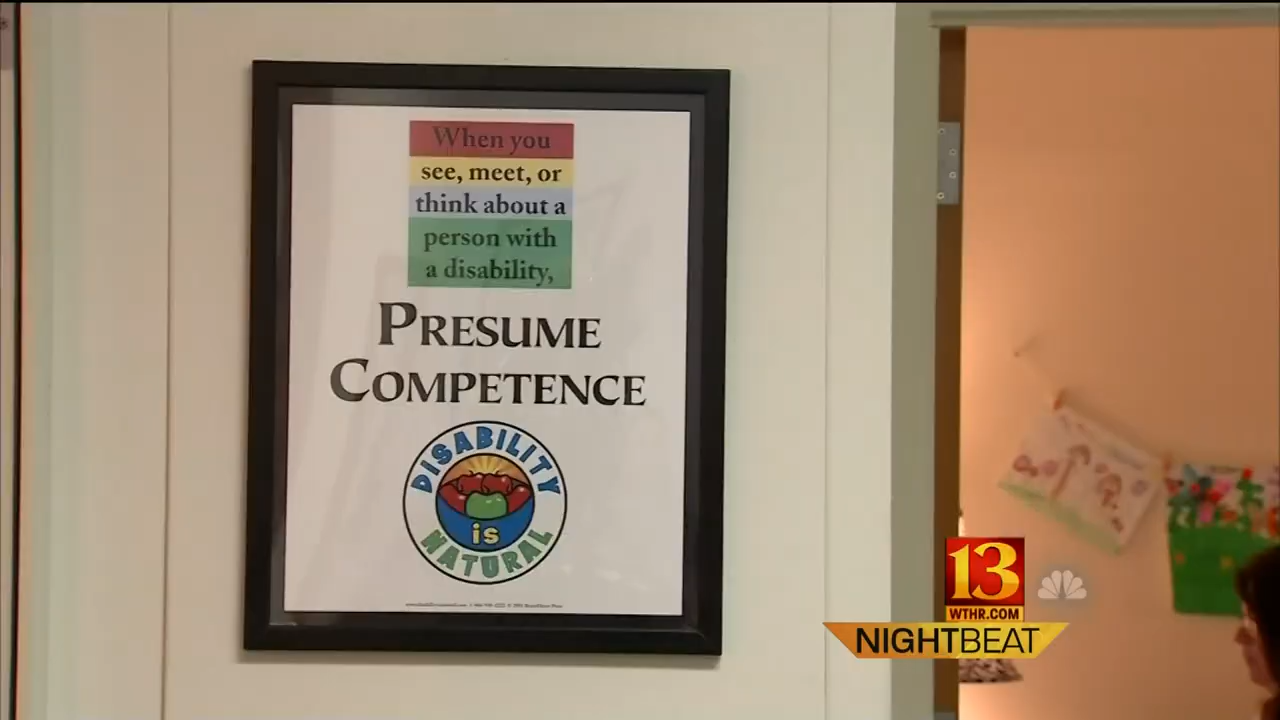 When you
see, meet, or
think about a
person with
a disability,
PRESUME
COMPETENCE
DISABILITY
is
NATURAL
13
WTHR.COM
NIGHTBEAT